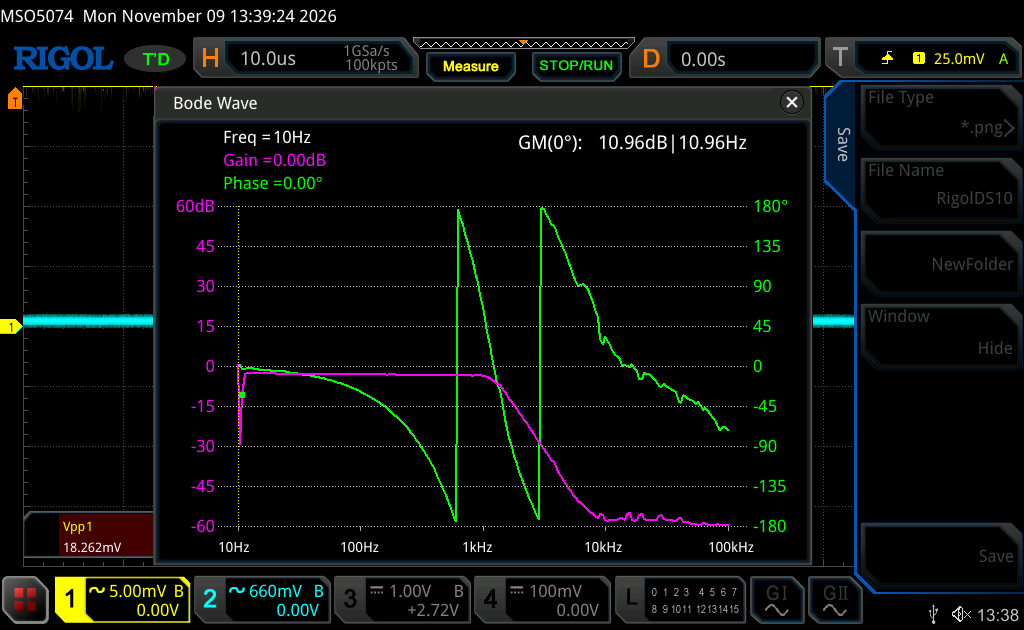 MSO5074 Mon November 09 13:39:24 2026
RIGOL T'D H 10.0us 1GSa/s 100kpts Measure STOP/RUN D 0.00s T 1 25.0mV A
T
Bode Wave
Freq =10Hz
Gain =0.00dB
Phase =0.00°
GM(0°): 10.96dB|10.96Hz
60dB 180°
45 135
30 90
15 45
0 0
-15 -45
-30 -90
-45 -135
-60 -180
10Hz 100Hz 1kHz 10kHz 100kHz
1
Vpp1
18.262mV
Save
File Type
*.png
File Name
RigolDS10
NewFolder
Window
Hide
Save
1 5.00mV B 0.00V
2 660mV B 0.00V
3 1.00V B +2.72V
4 100mV 0.00V
L 0 1 2 3 4 5 6 7
8 9 10 11 12 13 14 15
GI GII
13:38